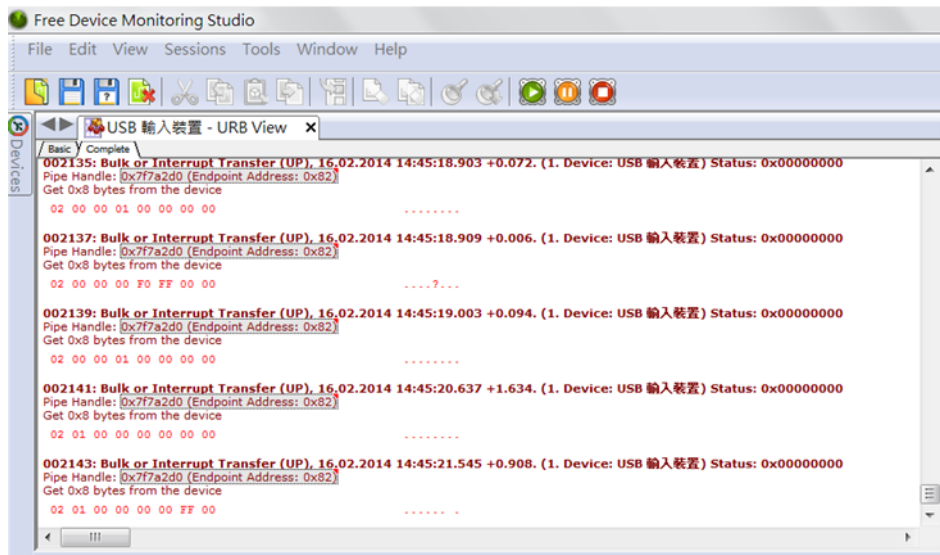 Free Device Monitoring Studio
File Edit View Sessions Tools Window Help
Devices
USB 輸入裝置 - URB View x
Basic Complete
002135: Bulk or Interrupt Transfer (UP), 16.02.2014 14:45:18.903 +0.072. (1. Device: USB 輸入裝置) Status: 0x00000000
Pipe Handle: 0x7f7a2d0 (Endpoint Address: 0x82)
Get 0x8 bytes from the device
02 00 00 01 00 00 00 00 ........
002137: Bulk or Interrupt Transfer (UP), 16.02.2014 14:45:18.909 +0.006. (1. Device: USB 輸入裝置) Status: 0x00000000
Pipe Handle: 0x7f7a2d0 (Endpoint Address: 0x82)
Get 0x8 bytes from the device
02 00 00 00 F0 FF 00 00 ....?...
002139: Bulk or Interrupt Transfer (UP), 16.02.2014 14:45:19.003 +0.094. (1. Device: USB 輸入裝置) Status: 0x00000000
Pipe Handle: 0x7f7a2d0 (Endpoint Address: 0x82)
Get 0x8 bytes from the device
02 00 00 01 00 00 00 00 ........
002141: Bulk or Interrupt Transfer (UP), 16.02.2014 14:45:20.637 +1.634. (1. Device: USB 輸入裝置) Status: 0x00000000
Pipe Handle: 0x7f7a2d0 (Endpoint Address: 0x82)
Get 0x8 bytes from the device
02 01 00 00 00 00 00 00 ........
002143: Bulk or Interrupt Transfer (UP), 16.02.2014 14:45:21.545 +0.908. (1. Device: USB 輸入裝置) Status: 0x00000000
Pipe Handle: 0x7f7a2d0 (Endpoint Address: 0x82)
Get 0x8 bytes from the device
02 01 00 00 00 00 FF 00 ...... .